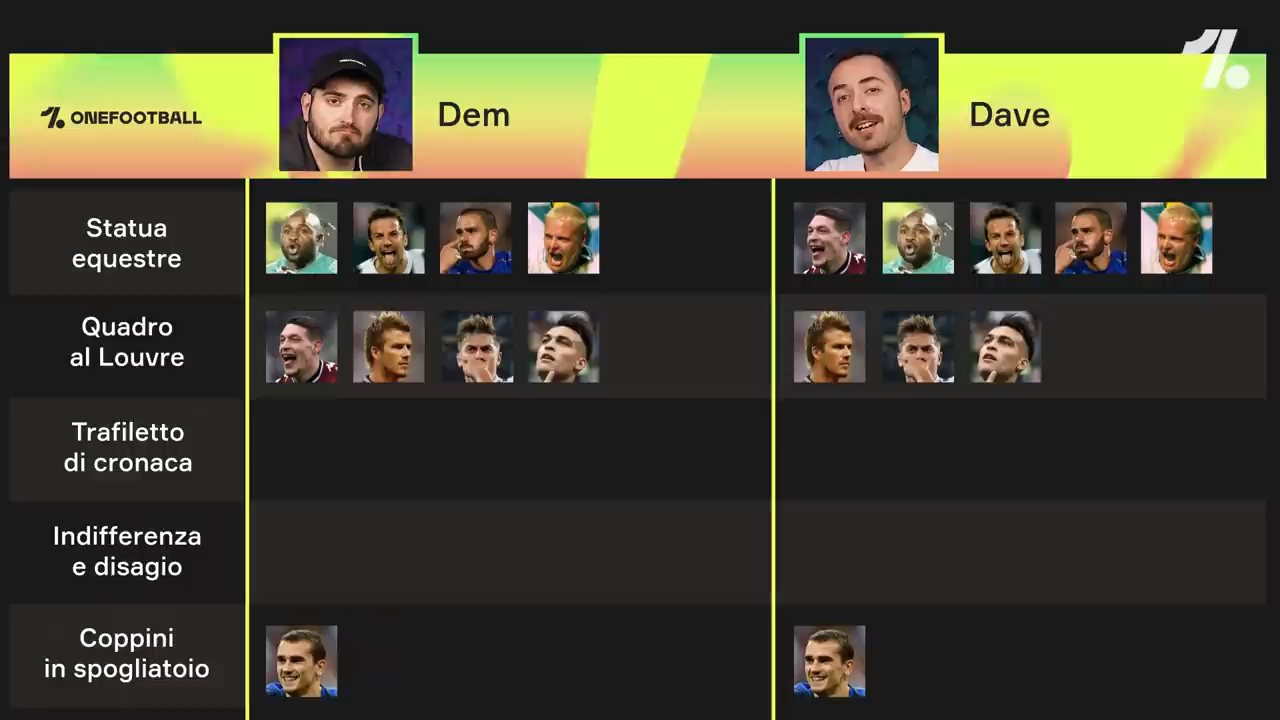 ONEFOOTBALL
Dem
Dave
Statua
equestre
Quadro
al Louvre
Trafiletto
di cronaca
Indifferenza
e disagio
Coppini
in spogliatoio